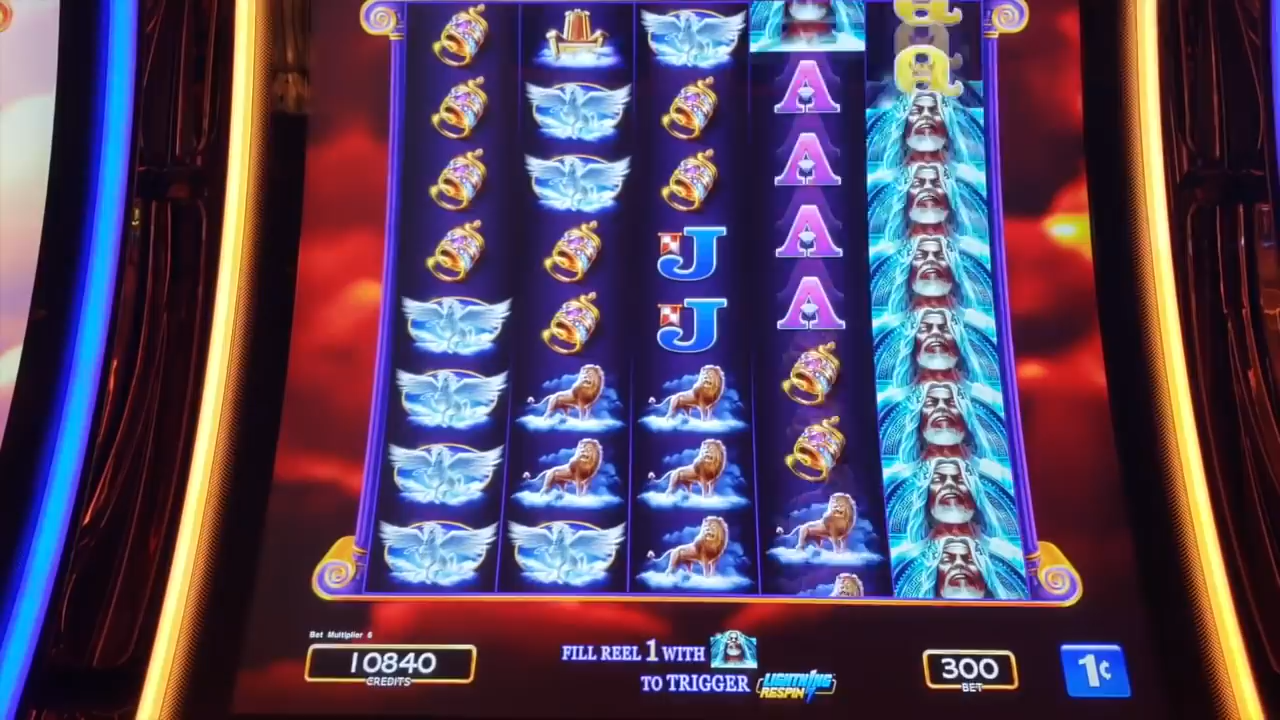 Q
Q
A
A
A
J
A
J
Bet Multiplier 6
10840
CREDITS
FILL REEL 1 WITH
TO TRIGGER LIGHTNING RESPIN
300
BET
1¢